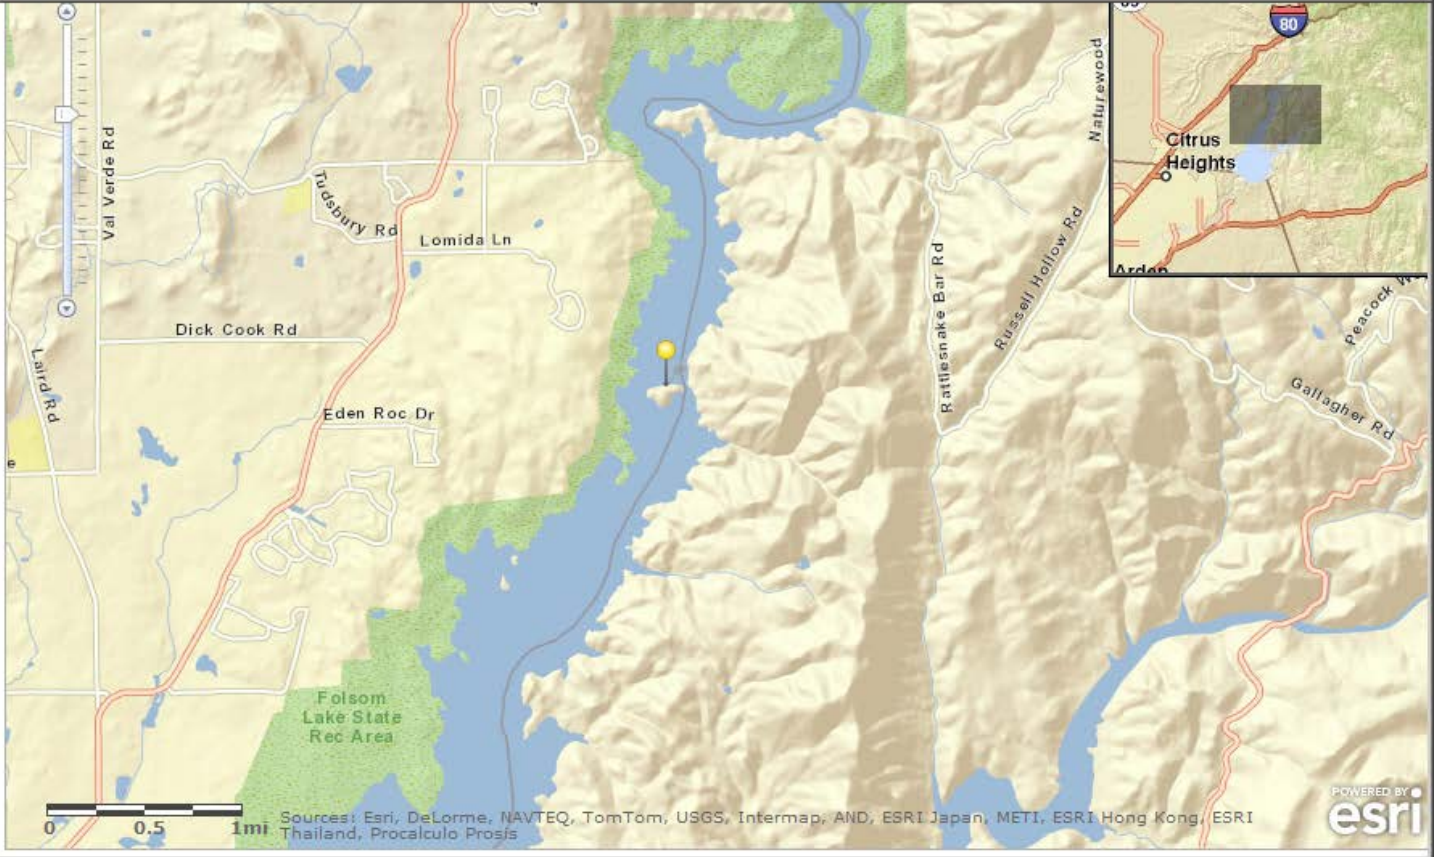 80
Citrus
Heights
Naturewood
Val Verde Rd
Tudsbury Rd
Lomida Ln
Rattlesnake Bar Rd
Russell Hollow Rd
Dick Cook Rd
Laird Rd
Eden Roc Dr
Peacock
Gallagher Rd
e
Folsom
Lake State
Rec Area
0 0.5 1mi
Sources: Esri, DeLorme, NAVTEQ, TomTom, USGS, Intermap, AND, ESRI Japan, METI, ESRI Hong Kong, ESRI
Thailand, Procalculo Prosis
POWERED BY
esri